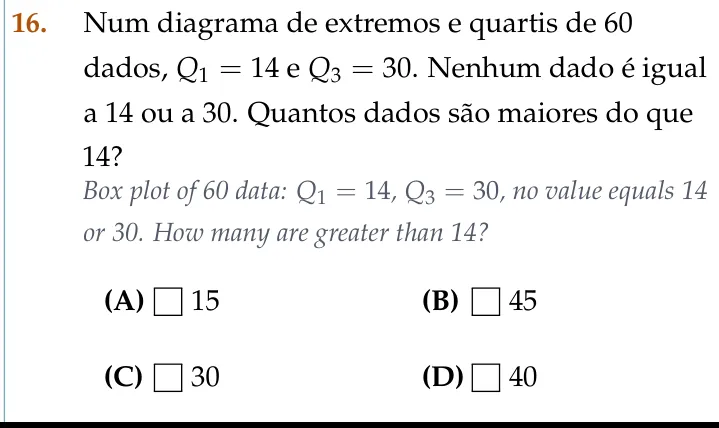 16. Num diagrama de extremos e quartis de 60
dados, Q₁ = 14 e Q₃ = 30. Nenhum dado é igual
a 14 ou a 30. Quantos dados são maiores do que
14?
Box plot of 60 data: Q₁ = 14, Q₃ = 30, no value equals 14
or 30. How many are greater than 14?
(A) □ 15 (B) □ 45
(C) □ 30 (D) □ 40